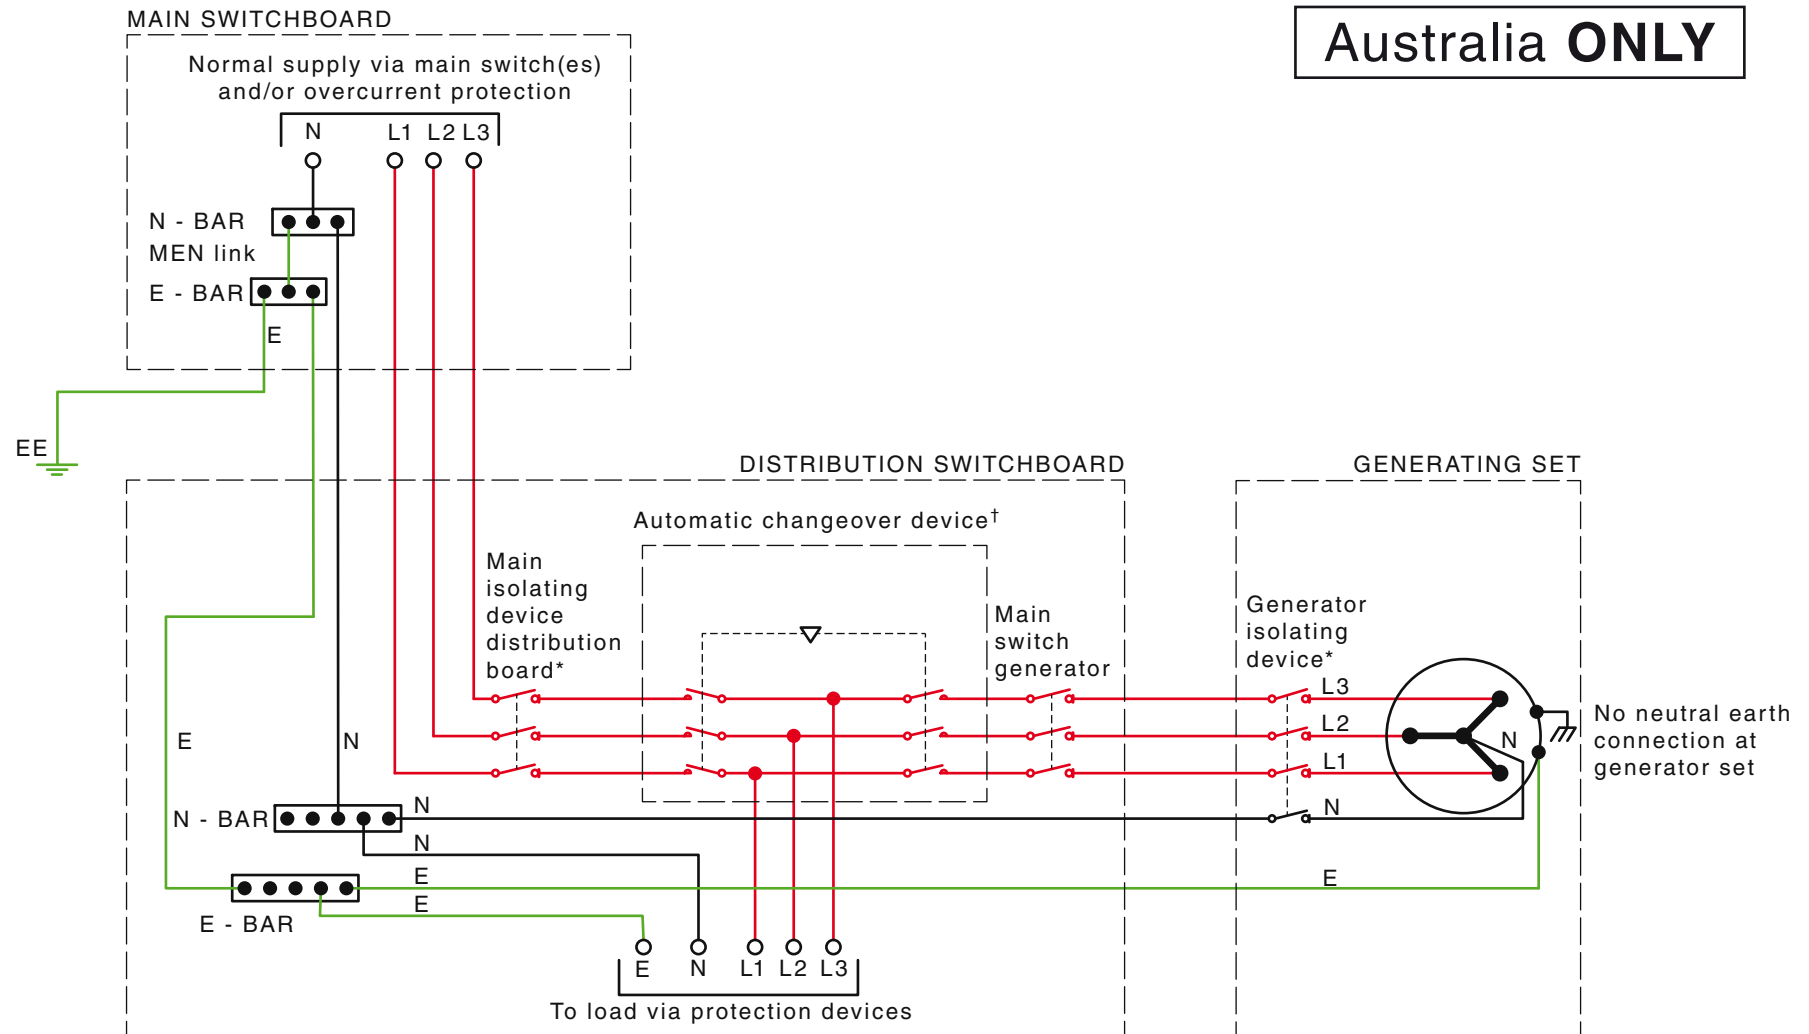 MAIN SWITCHBOARD
Australia ONLY
Normal supply via main switch(es)
and/or overcurrent protection
N L1 L2 L3
N - BAR
MEN link
E - BAR
E
EE
DISTRIBUTION SWITCHBOARD
GENERATING SET
Automatic changeover device†
Main
isolating
device
distribution
board*
Main
switch
generator
Generator
isolating
device*
L3
L2
L1
N
N
No neutral earth
connection at
generator set
E
N
N - BAR
N
N
E
E
E
E - BAR
E N L1 L2 L3
To load via protection devices